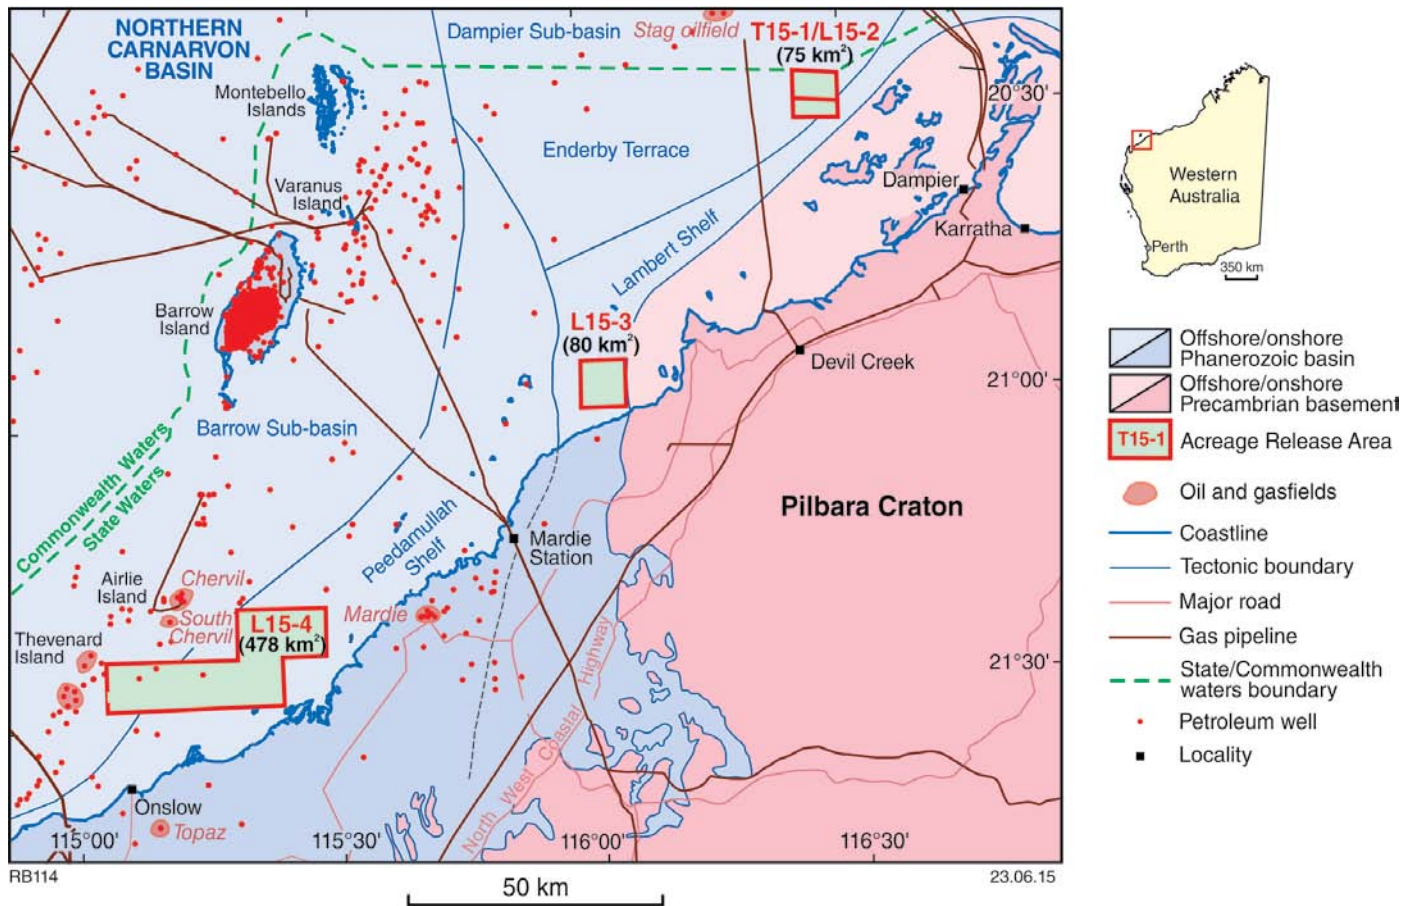 NORTHERN
CARNARVON
BASIN
Dampier Sub-basin
Stag oilfield
T15-1/L15-2
(75 km²)
20°30'
Montebello
Islands
Enderby Terrace
Varanus
Island
Dampier
Karratha
Lambert Shelf
Barrow
Island
L15-3
(80 km²)
Devil Creek
21°00'
Barrow Sub-basin
Commonwealth Waters
State Waters
Peedamullah
Shelf
Mardie
Station
Pilbara Craton
Airlie
Island
Chervil
South
Chervil
Mardie
L15-4
(478 km²)
Thevenard
Island
21°30'
North West Coastal Highway
Onslow
Topaz
115°00'
115°30'
116°00'
116°30'
RB114
23.06.15
50 km
Western
Australia
Perth
350 km
Offshore/onshore
Phanerozoic basin
Offshore/onshore
Precambrian basement
T15-1
Acreage Release Area
Oil and gasfields
Coastline
Tectonic boundary
Major road
Gas pipeline
State/Commonwealth
waters boundary
Petroleum well
Locality